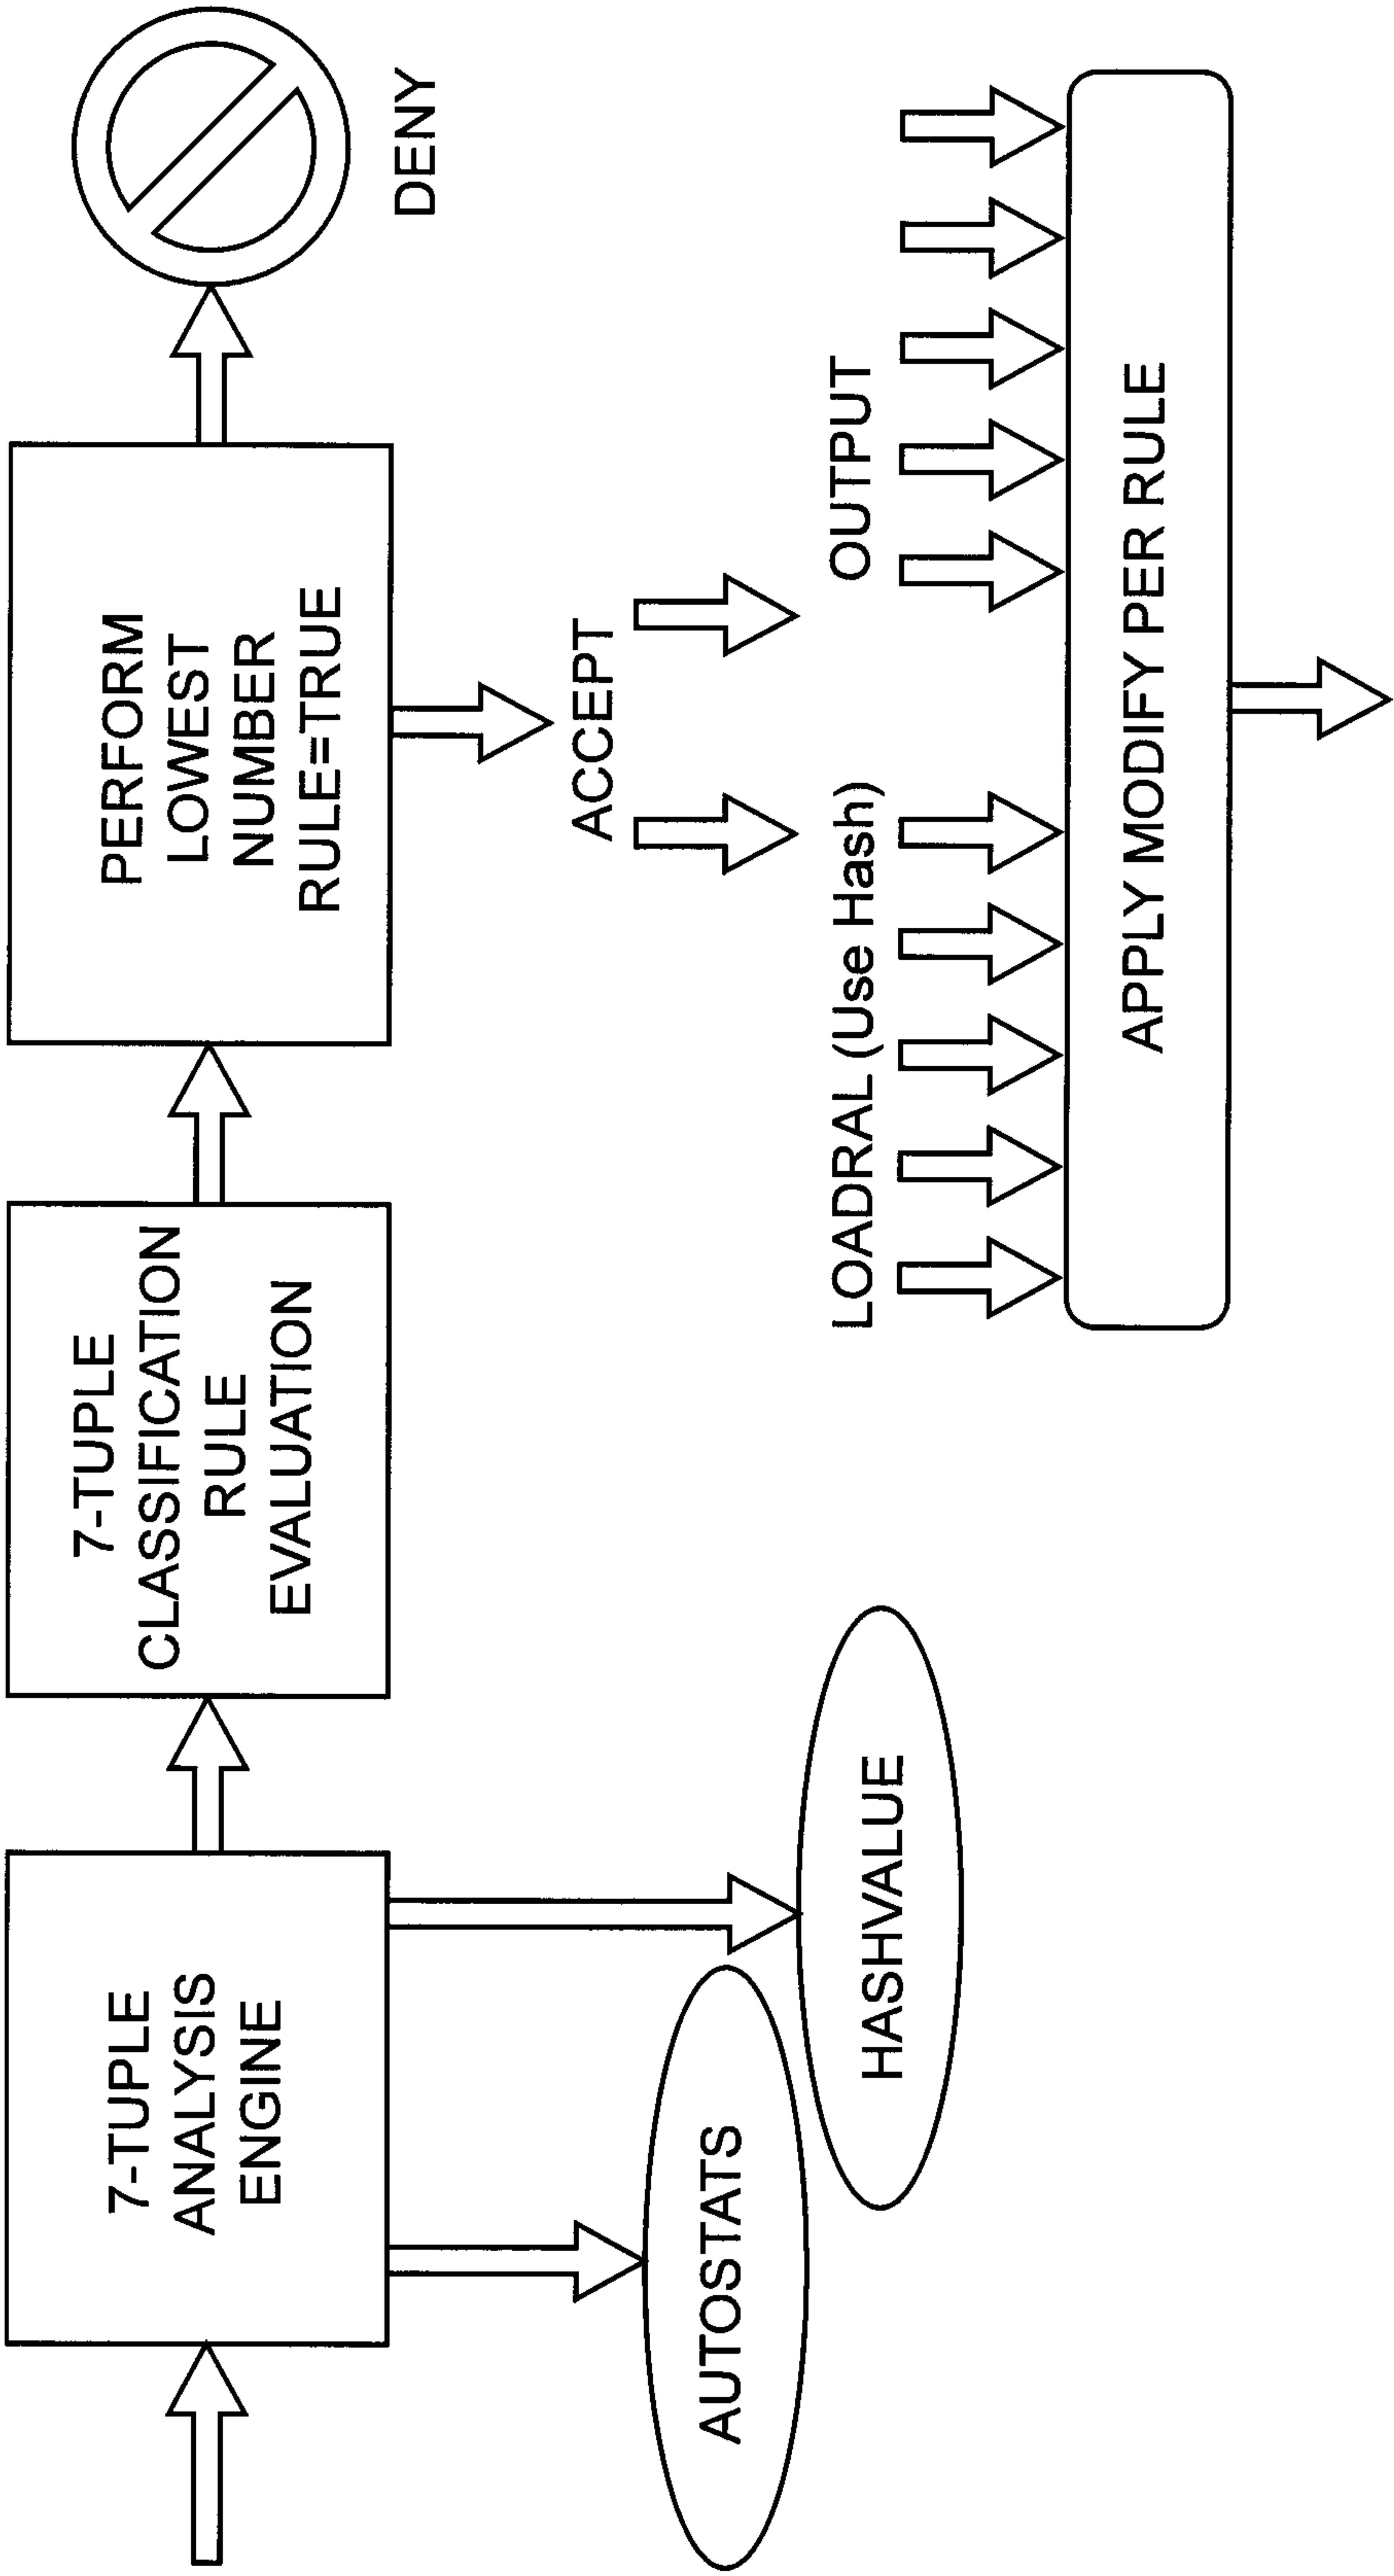 7-TUPLE
ANALYSIS
ENGINE
7-TUPLE
CLASSIFICATION
RULE
EVALUATION
PERFORM
LOWEST
NUMBER
RULE=TRUE
DENY
ACCEPT
AUTOSTATS
HASHVALUE
LOADRAL (Use Hash)
OUTPUT
APPLY MODIFY PER RULE